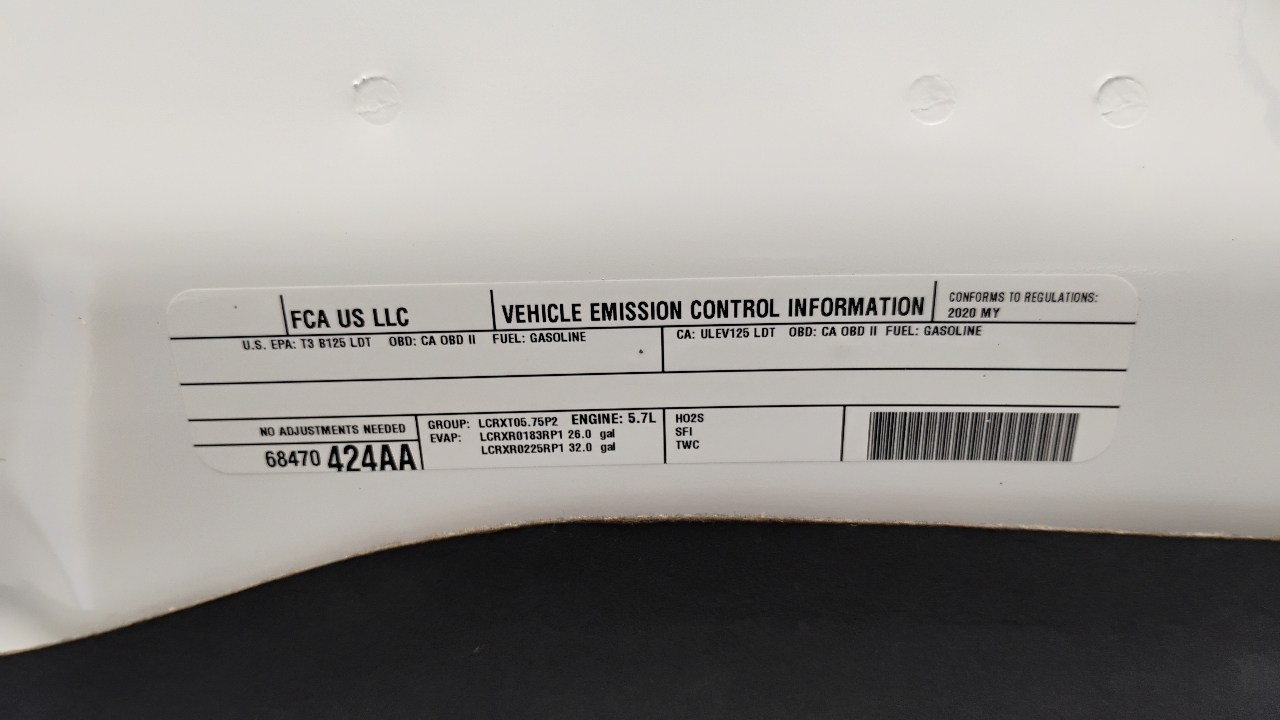 FCA US LLC
VEHICLE EMISSION CONTROL INFORMATION
CONFORMS TO REGULATIONS:
2020 MY
U.S. EPA: T3 B125 LDT OBD: CA OBD II FUEL: GASOLINE
CA: ULEV125 LDT OBD: CA OBD II FUEL: GASOLINE
NO ADJUSTMENTS NEEDED
68470 424AA
GROUP: LCRXT05.75P2 ENGINE: 5.7L
EVAP: LCRXR0183RP1 26.0 gal
LCRXR0225RP1 32.0 gal
HO2S
SFI
TWC